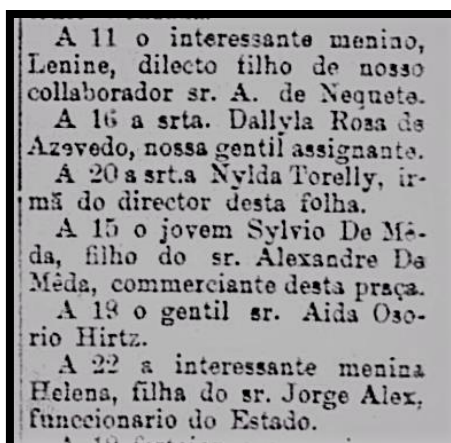 A 11 o interessante menino,
Lenine, dilecto filho de nosso
collaborador sr. A. de Nequete.
A 16 a srta. Dallyla Rosa de
Azevedo, nossa gentil assignante.
A 20 a srt.a Nylda Torelly, ir-
mã do director desta folha.
A 15 o jovem Sylvio De Mê-
da, filho do sr. Alexandre De
Mêda, commerciante desta praça.
A 19 o gentil sr. Aida Oso-
rio Hirtz.
A 22 a interessante menina
Helena, filha do sr. Jorge Alex,
funccionario do Estado.